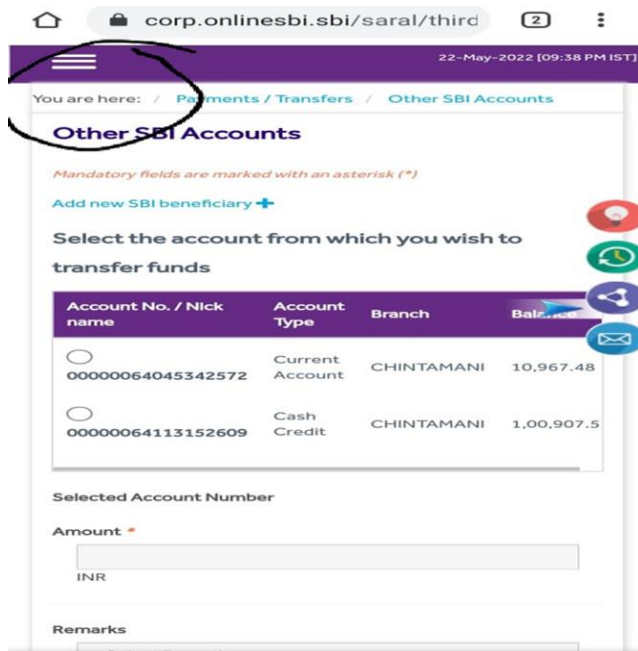 corp.onlinesbi.sbi/saral/third
2
22-May-2022 [09:38 PM IST]
You are here: / Payments / Transfers / Other SBI Accounts
Other SBI Accounts
Mandatory fields are marked with an asterisk (*)
Add new SBI beneficiary
Select the account from which you wish to
transfer funds
Account No. / Nick name Account Type Branch Balance
00000064045342572 Current Account CHINTAMANI 10,967.48
00000064113152609 Cash Credit CHINTAMANI 1,00,907.5
Selected Account Number
Amount *
INR
Remarks